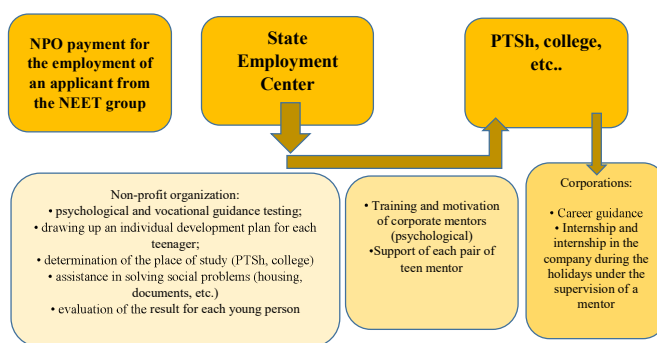 NPO payment for
the employment of
an applicant from
the NEET group
State
Employment
Center
PTSh, college,
etc..
Non-profit organization:
• psychological and vocational guidance testing;
• drawing up an individual development plan for each
teenager;
• determination of the place of study (PTSh, college)
• assistance in solving social problems (housing,
documents, etc.)
• evaluation of the result for each young person
• Training and motivation
of corporate mentors
(psychological)
•Support of each pair of
teen mentor
Corporations:
• Career guidance
• Internship and
internship in the
company during the
holidays under the
supervision of a
mentor